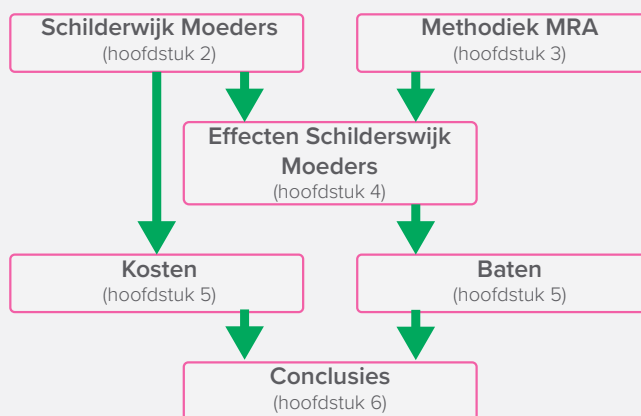 Schilderwijk Moeders
(hoofdstuk 2)
Methodiek MRA
(hoofdstuk 3)
Effecten Schilderswijk
Moeders
(hoofdstuk 4)
Kosten
(hoofdstuk 5)
Baten
(hoofdstuk 5)
Conclusies
(hoofdstuk 6)